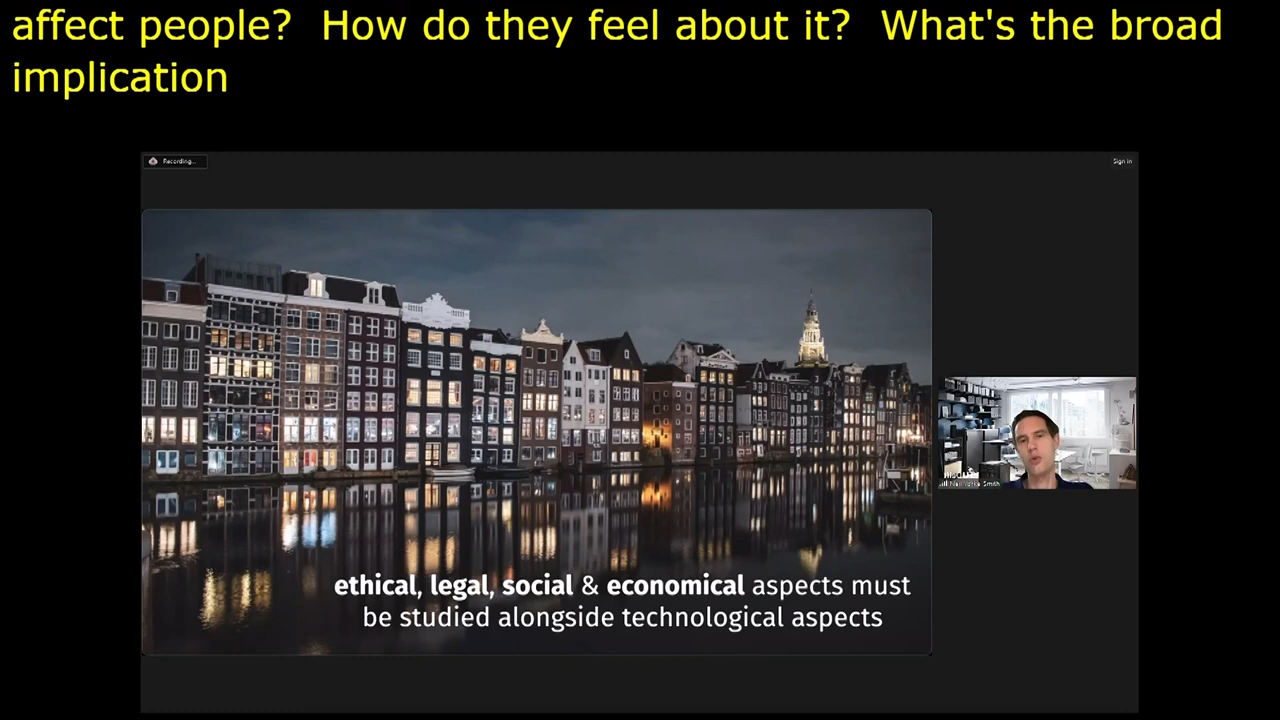 affect people?  How do they feel about it?  What's the broad
implication
Recording...
Sign in
ethical, legal, social & economical aspects must
be studied alongside technological aspects
Smith